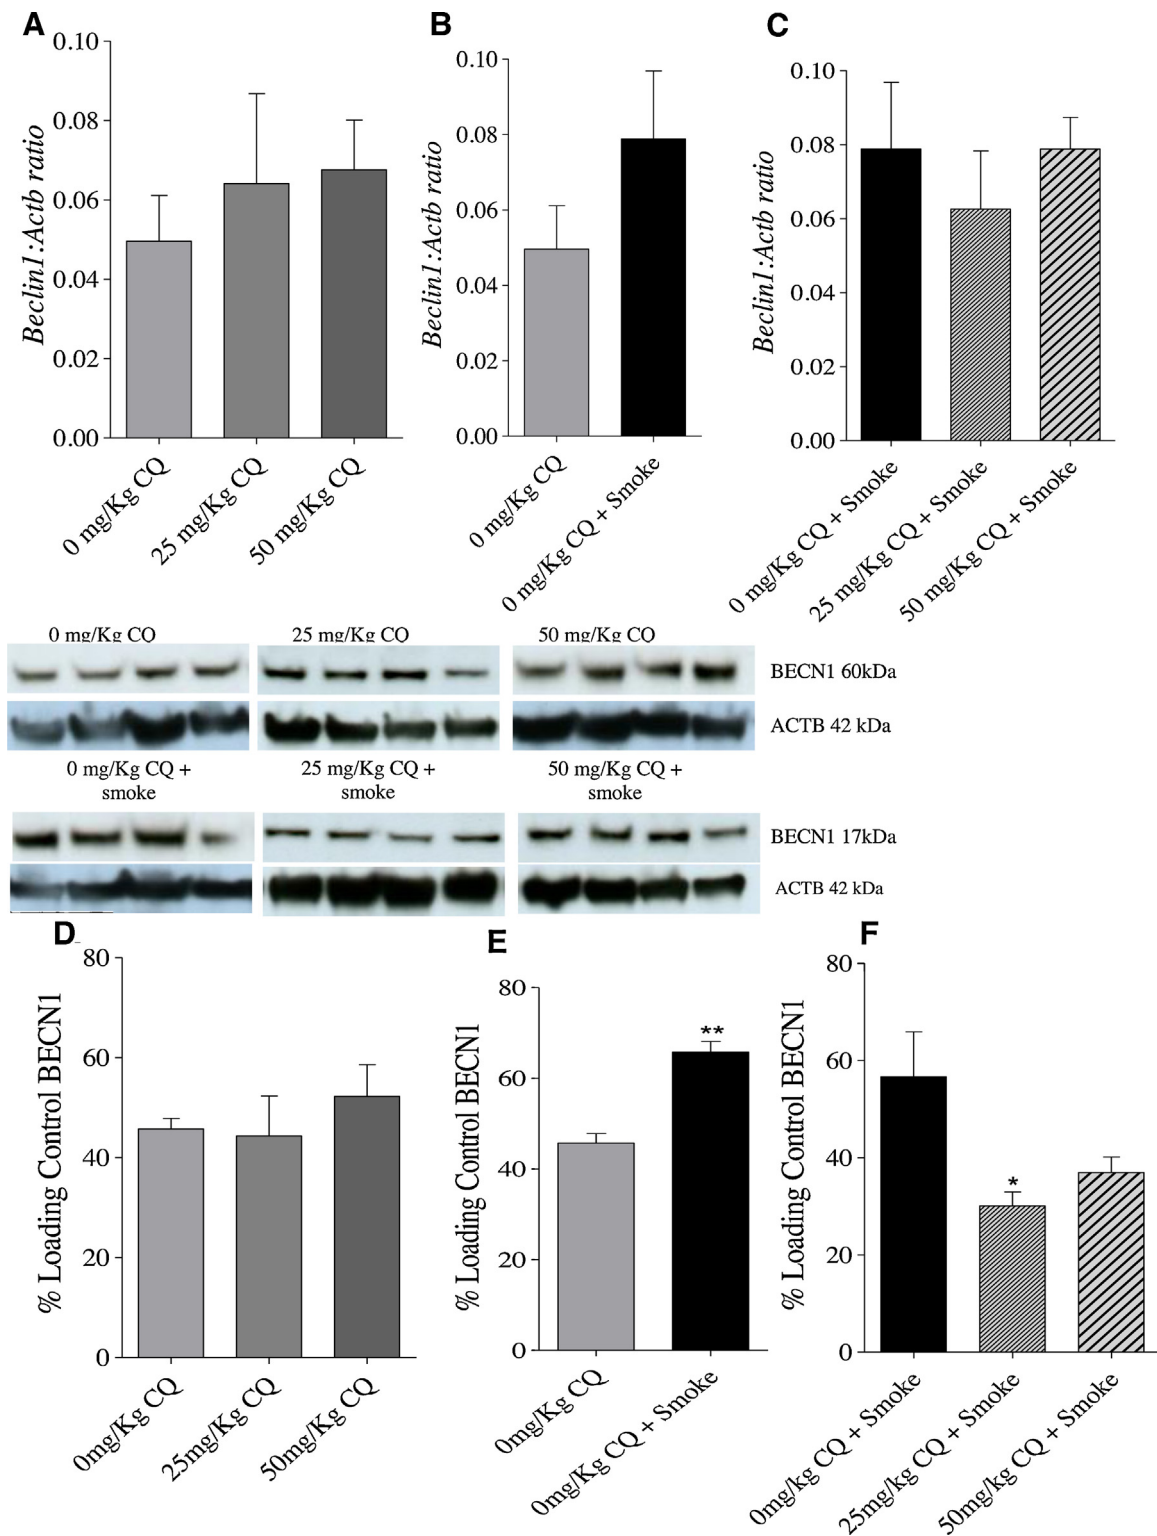 A
0.10
0.08
0.06
0.04
0.02
0.00
Beclin1:Actb ratio
0 mg/Kg CQ
25 mg/Kg CQ
50 mg/Kg CQ
B
0.10
0.08
0.06
0.04
0.02
0.00
Beclin1:Actb ratio
0 mg/Kg CQ
0 mg/Kg CQ + Smoke
C
0.10
0.08
0.06
0.04
0.02
0.00
Beclin1:Actb ratio
0 mg/Kg CQ + Smoke
25 mg/Kg CQ + Smoke
50 mg/Kg CQ + Smoke
0 mg/Kg CQ
25 mg/Kg CQ
50 mg/Kg CQ
BECN1 60kDa
ACTB 42 kDa
0 mg/Kg CQ +
smoke
25 mg/Kg CQ +
smoke
50 mg/Kg CQ +
smoke
BECN1 17kDa
ACTB 42 kDa
D
80
60
40
20
0
% Loading Control BECN1
0mg/Kg CQ
25mg/Kg CQ
50mg/Kg CQ
E
80
60
40
20
0
% Loading Control BECN1
**
0mg/Kg CQ
0mg/Kg CQ + Smoke
F
80
60
40
20
0
% Loading Control BECN1
*
0mg/kg CQ + Smoke
25mg/kg CQ + Smoke
50mg/kg CQ + Smoke